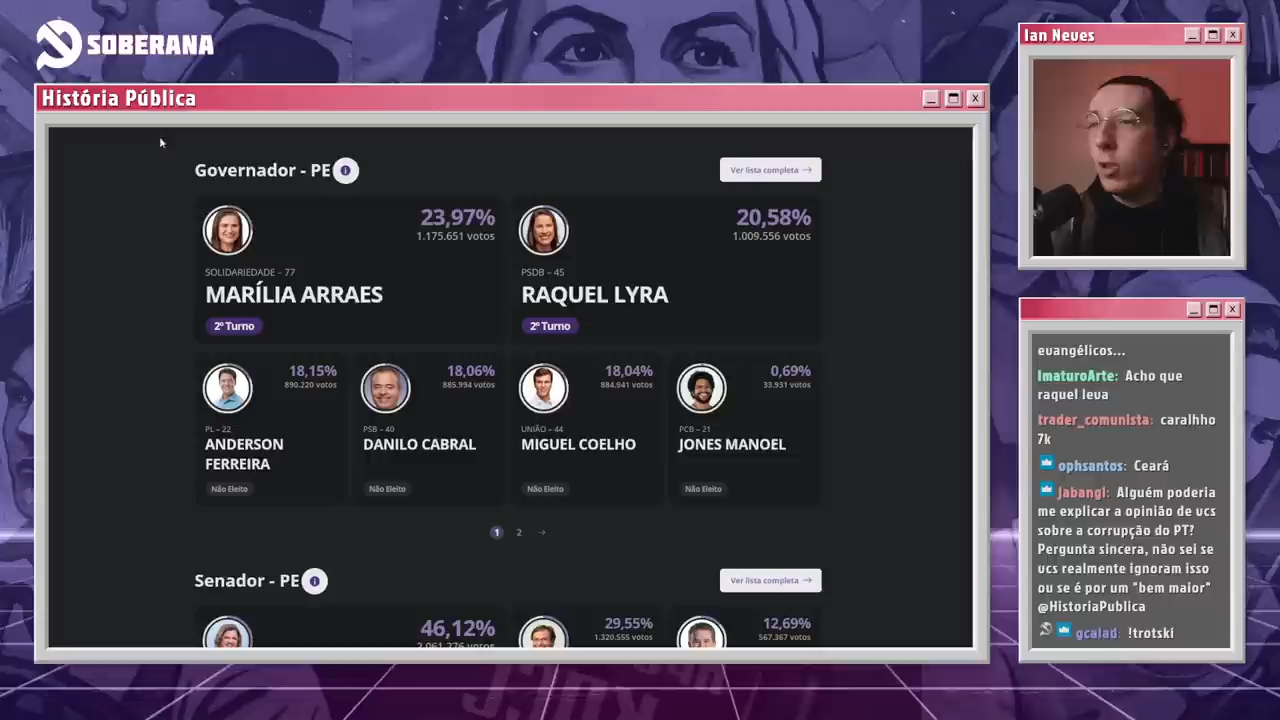 SOBERANA
História Pública
Governador - PE
Ver lista completa →
23,97%
1.175.651 votos
SOLIDARIEDADE – 77
MARÍLIA ARRAES
2º Turno
20,58%
1.009.556 votos
PSDB – 45
RAQUEL LYRA
2º Turno
18,15%
890.220 votos
PL – 22
ANDERSON
FERREIRA
Não Eleito
18,06%
885.994 votos
PSB – 40
DANILO CABRAL
Não Eleito
18,04%
884.941 votos
UNIÃO – 44
MIGUEL COELHO
Não Eleito
0,69%
33.931 votos
PCB – 21
JONES MANOEL
Não Eleito
1 2 →
Senador - PE
Ver lista completa →
46,12%
2.061.276 votos
29,55%
1.320.555 votos
12,69%
567.367 votos
Ian Neves
evangélicos...
ImaturoArte: Acho que
raquel leva
trader_comunista: caralhho
7k
ophsantos: Ceará
Jabangl: Alguém poderia
me explicar a opinião de vcs
sobre a corrupção do PT?
Pergunta sincera, não sei se
vcs realmente ignoram isso
ou se é por um "bem maior"
@HistoriaPublica
gcalad: !trotski